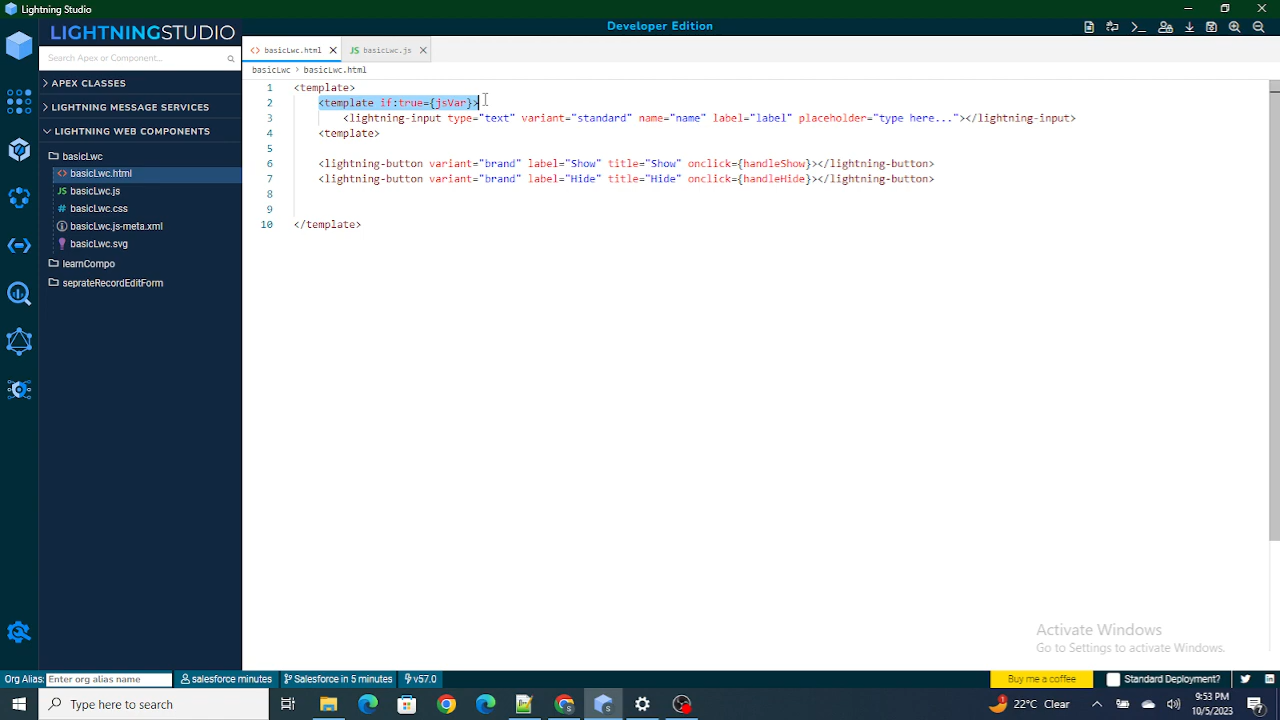 Lightning Studio
LIGHTNINGSTUDIO
Developer Edition
Search Apex or Component...
APEX CLASSES
LIGHTNING MESSAGE SERVICES
LIGHTNING WEB COMPONENTS
basicLwc
basicLwc.html
basicLwc.js
basicLwc.css
basicLwc.js-meta.xml
basicLwc.svg
learnCompo
seprateRecordEditForm
<> basicLwc.html
JS basicLwc.js
basicLwc > basicLwc.html
1 <template>
2 <template if:true={jsVar}>
3 <lightning-input type="text" variant="standard" name="name" label="label" placeholder="type here..."></lightning-input>
4 <template>
5
6 <lightning-button variant="brand" label="Show" title="Show" onclick={handleShow}></lightning-button>
7 <lightning-button variant="brand" label="Hide" title="Hide" onclick={handleHide}></lightning-button>
8
9
10 </template>
Activate Windows
Go to Settings to activate Windows.
Org Alias: Enter org alias name salesforce minutes Salesforce in 5 minutes v57.0 Buy me a coffee Standard Deployment?
Type here to search
22°C Clear
9:53 PM
10/5/2023
7